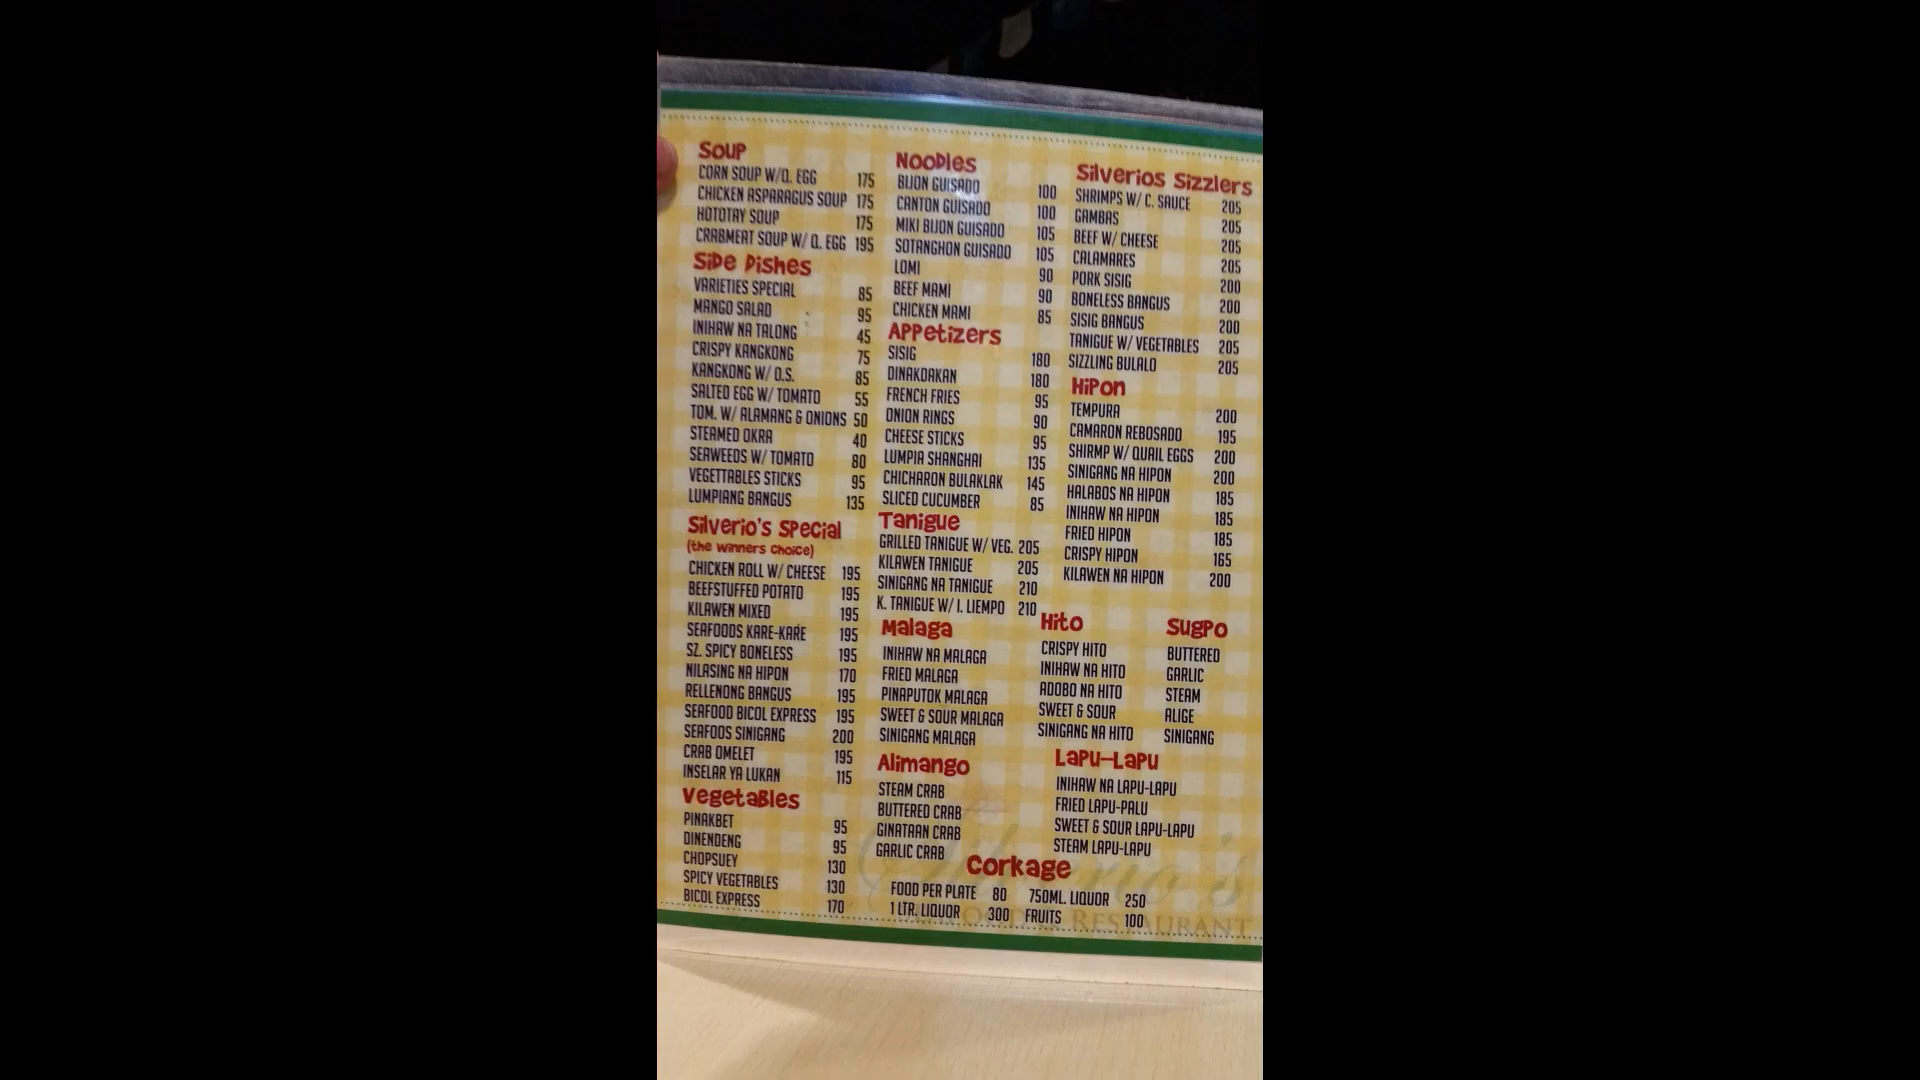 Soup
CORN SOUP W/Q. EGG 175
CHICKEN ASPARAGUS SOUP 175
HOTOTAY SOUP 175
CRABMEAT SOUP W/ Q. EGG 195
Side Dishes
VARIETIES SPECIAL 85
MANGO SALAD 95
INIHAW NA TALONG 45
CRISPY KANGKONG 75
KANGKONG W/ O.S. 85
SALTED EGG W/ TOMATO 55
TOM. W/ ALAMANG & ONIONS 50
STEAMED OKRA 40
SEAWEEDS W/ TOMATO 80
VEGETTABLES STICKS 95
LUMPIANG BANGUS 135
Silverio's Special
(the winners choice)
CHICKEN ROLL W/ CHEESE 195
BEEFSTUFFED POTATO 195
KILAWEN MIXED 195
SEAFOODS KARE-KARE 195
SZ. SPICY BONELESS 195
NILASING NA HIPON 170
RELLENONG BANGUS 195
SEAFOOD BICOL EXPRESS 195
SEAFOS SINIGANG 200
CRAB OMELET 195
INSELAR YA LUKAN 115
Vegetables
PINAKBET 95
DINENDENG 95
CHOPSUEY 130
SPICY VEGETABLES 130
BICOL EXPRESS 170
Noodles
BIJON GUISADO 100
CANTON GUISADO 100
MIKI BIJON GUISADO 105
SOTANGHON GUISADO 105
LOMI 90
BEEF MAMI 90
CHICKEN MAMI 85
Appetizers
SISIG 180
DINAKDAKAN 180
FRENCH FRIES 95
ONION RINGS 90
CHEESE STICKS 95
LUMPIA SHANGHAI 135
CHICHARON BULAKLAK 145
SLICED CUCUMBER 85
Tanigue
GRILLED TANIGUE W/ VEG. 205
KILAWEN TANIGUE 205
SINIGANG NA TANIGUE 210
K. TANIGUE W/ I. LIEMPO 210
Malaga
INIHAW NA MALAGA
FRIED MALAGA
PINAPUTOK MALAGA
SWEET & SOUR MALAGA
SINIGANG MALAGA
Alimango
STEAM CRAB
BUTTERED CRAB
GINATAAN CRAB
GARLIC CRAB
Silverios Sizzlers
SHRIMPS W/ C. SAUCE 205
GAMBAS 205
BEEF W/ CHEESE 205
CALAMARES 205
PORK SISIG 200
BONELESS BANGUS 200
SISIG BANGUS 200
TANIGUE W/ VEGETABLES 205
SIZZLING BULALO 205
Hipon
TEMPURA 200
CAMARON REBOSADO 195
SHIRMP W/ QUAIL EGGS 200
SINIGANG NA HIPON 200
HALABOS NA HIPON 185
INIHAW NA HIPON 185
FRIED HIPON 185
CRISPY HIPON 165
KILAWEN NA HIPON 200
Hito
CRISPY HITO
INIHAW NA HITO
ADOBO NA HITO
SWEET & SOUR
SINIGANG NA HITO
Sugpo
BUTTERED
GARLIC
STEAM
ALIGE
SINIGANG
Lapu-Lapu
INIHAW NA LAPU-LAPU
FRIED LAPU-PALU
SWEET & SOUR LAPU-LAPU
STEAM LAPU-LAPU
Corkage
FOOD PER PLATE 80 750ML. LIQUOR 250
1 LTR. LIQUOR 300 FRUITS 100
Silverio's
RESTAURANT